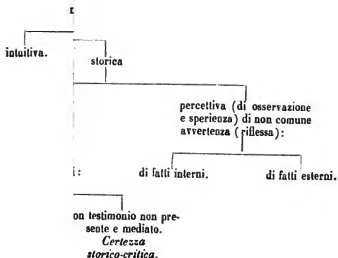 intuitiva.
storica
percettiva (di osservazione
e sperienza) di non comune
avvertenza (riflessa):
i:
di fatti interni.
di fatti esterni.
on testimonio non pre-
sente e mediato.
Certezza
storico-critica.